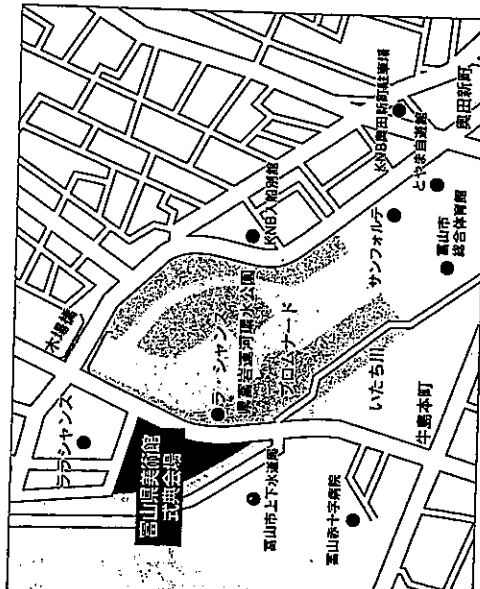 木場橋
ララシャンス
富山県美術館
式典会場
ラ・シャンス
県富岩運河環水公園
プロムナード
KNB入船別館
KNB奥田新町駐車場
とやま自遊館
奥田新町
サンフォルテ
富山市
総合体育館
いたち川
牛島本町
富山市上下水道局
富山赤十字病院